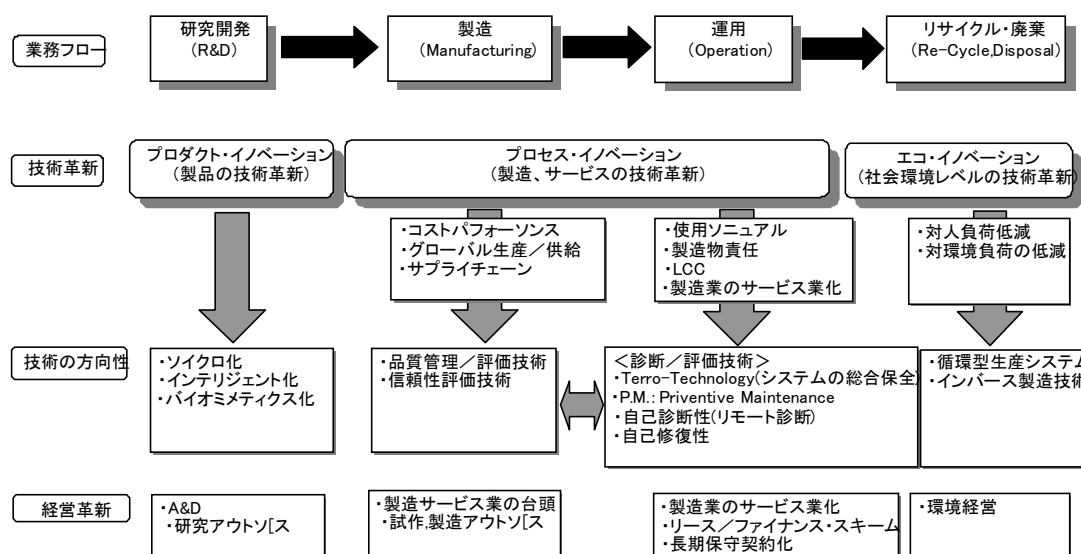 業務フロー
研究開発
(R&D)
製造
(Manufacturing)
運用
(Operation)
リサイクル・廃棄
(Re-Cycle,Disposal)
技術革新
プロダクト・イノベーション
(製品の技術革新)
プロセス・イノベーション
(製造、サービスの技術革新)
エコ・イノベーション
(社会環境レベルの技術革新)
・コストパフォーソンス
・グローバル生産／供給
・サプライチェーン
・使用ソニュアル
・製造物責任
・LCC
・製造業のサービス業化
・対人負荷低減
・対環境負荷の低減
技術の方向性
・ソイクロ化
・インテリジェント化
・バイオミメティクス化
・品質管理／評価技術
・信頼性評価技術
＜診断／評価技術＞
・Terro-Technology(システムの総合保全)
・P.M.: Priventive Maintenance
・自己診断性(リモート診断)
・自己修復性
・循環型生産システム
・インバース製造技術
経営革新
・A&D
・研究アウトソ[ス
・製造サービス業の台頭
・試作,製造アウトソ[ス
・製造業のサービス業化
・リース／ファイナンス・スキーム
・長期保守契約化
・環境経営